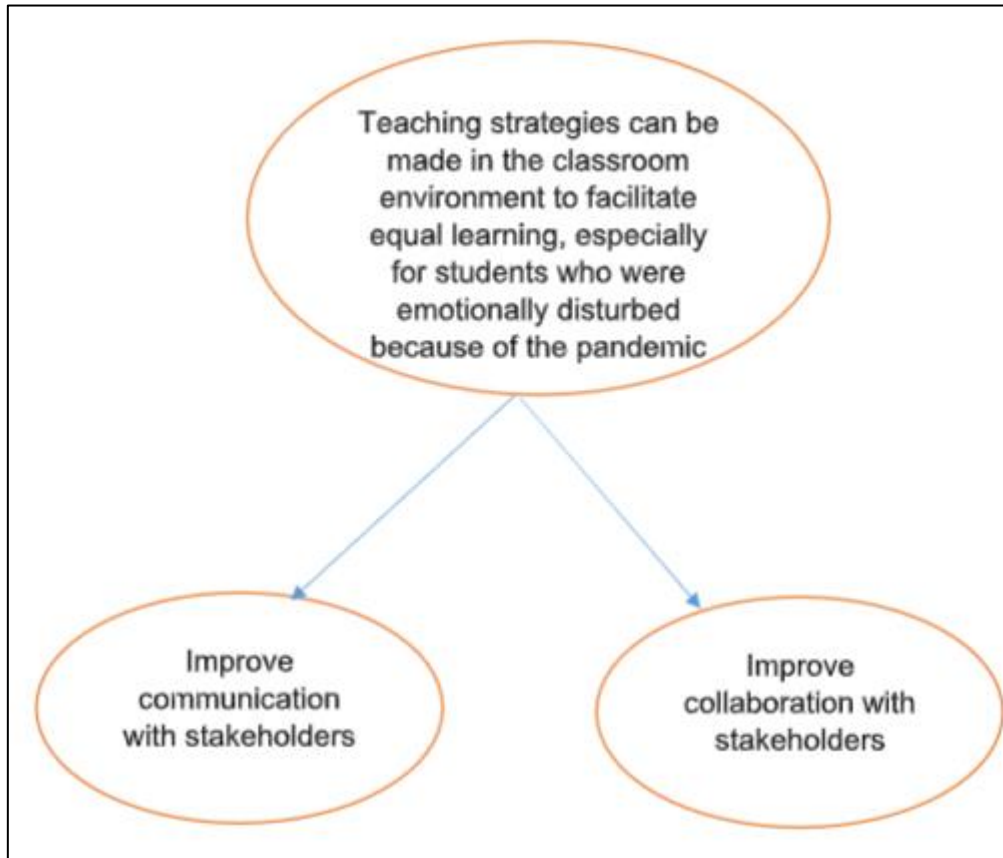 Teaching strategies can be
made in the classroom
environment to facilitate
equal learning, especially
for students who were
emotionally disturbed
because of the pandemic
Improve
communication
with stakeholders
Improve
collaboration with
stakeholders